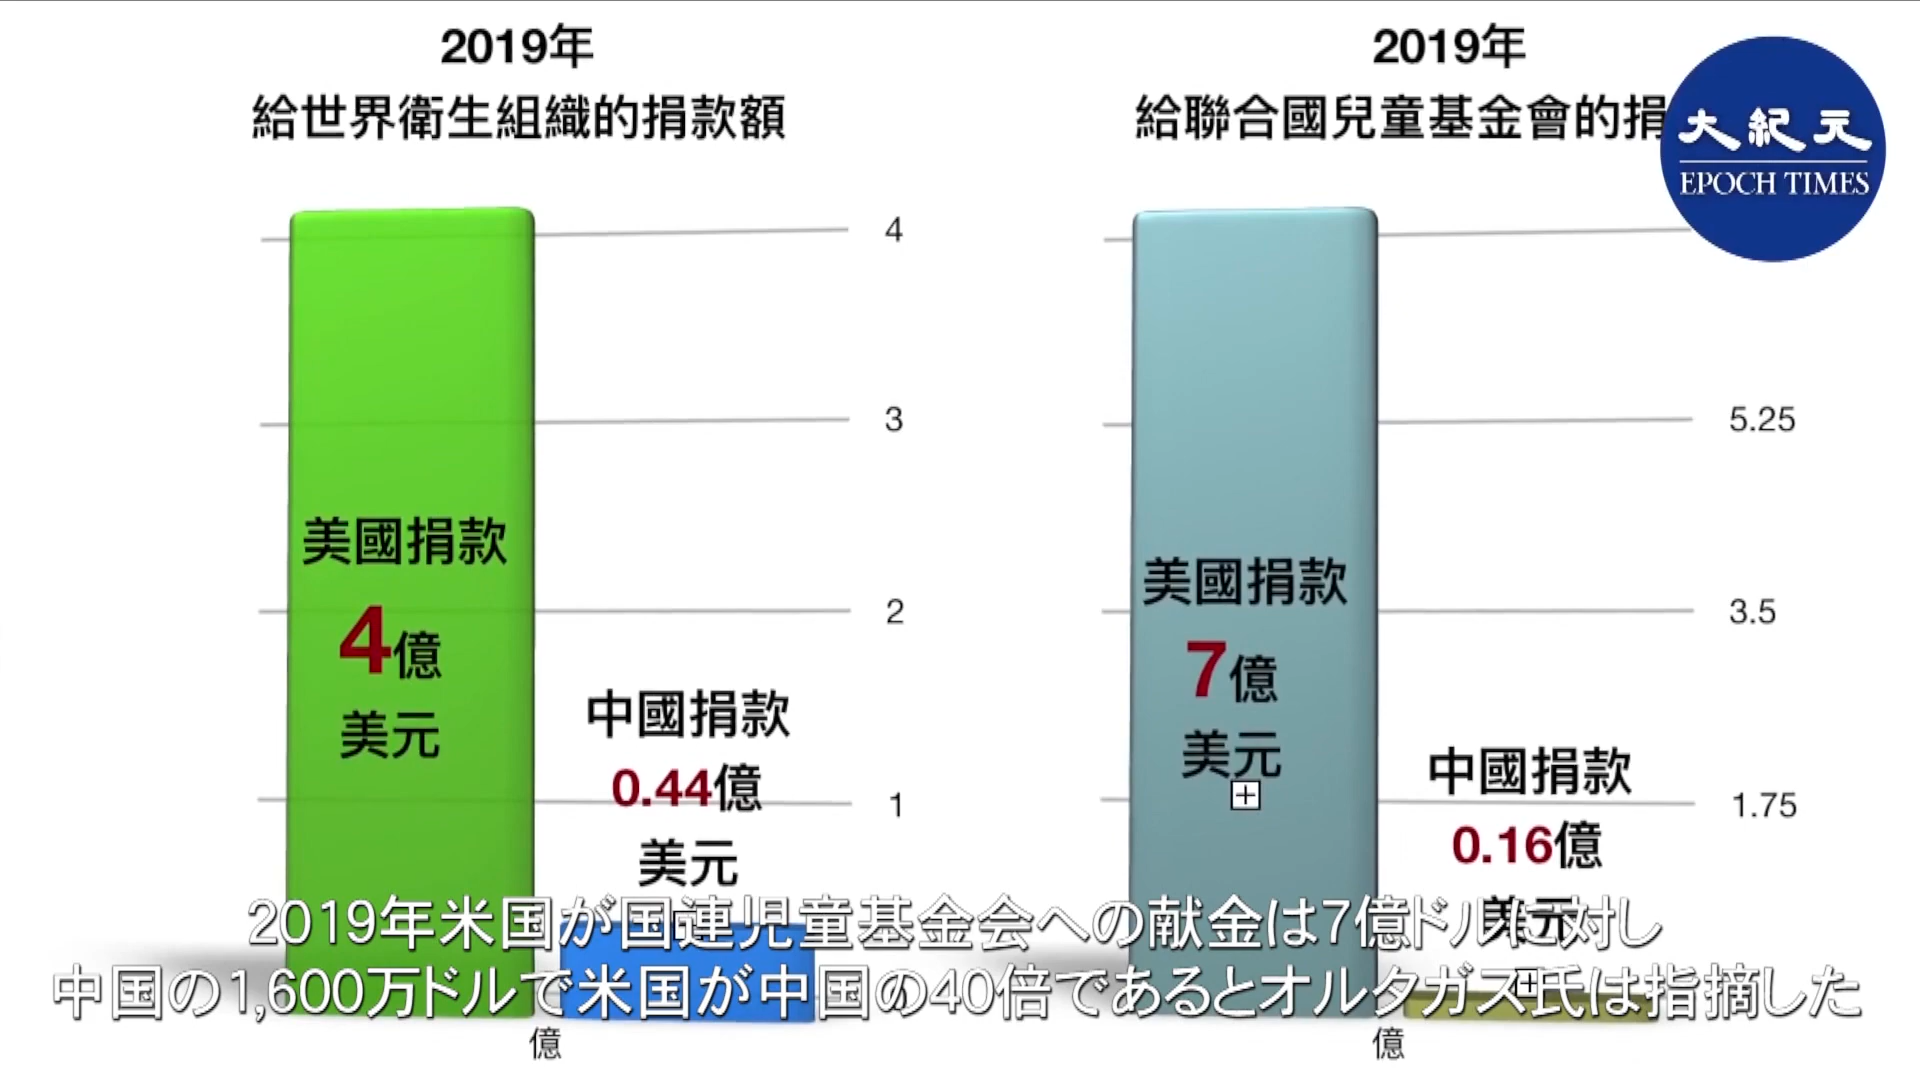 2019年
給世界衛生組織的捐款額
4
3
2
1
美國捐款
4億
美元
中國捐款
0.44億
美元
億
2019年
給聯合國兒童基金會的捐
5.25
3.5
1.75
美國捐款
7億
美元
中國捐款
0.16億
美元
億
大紀元
EPOCH TIMES
2019年米国が国連児童基金会への献金は7億ドルに対し
中国の1,600万ドルで米国が中国の40倍であるとオルタガス氏は指摘した